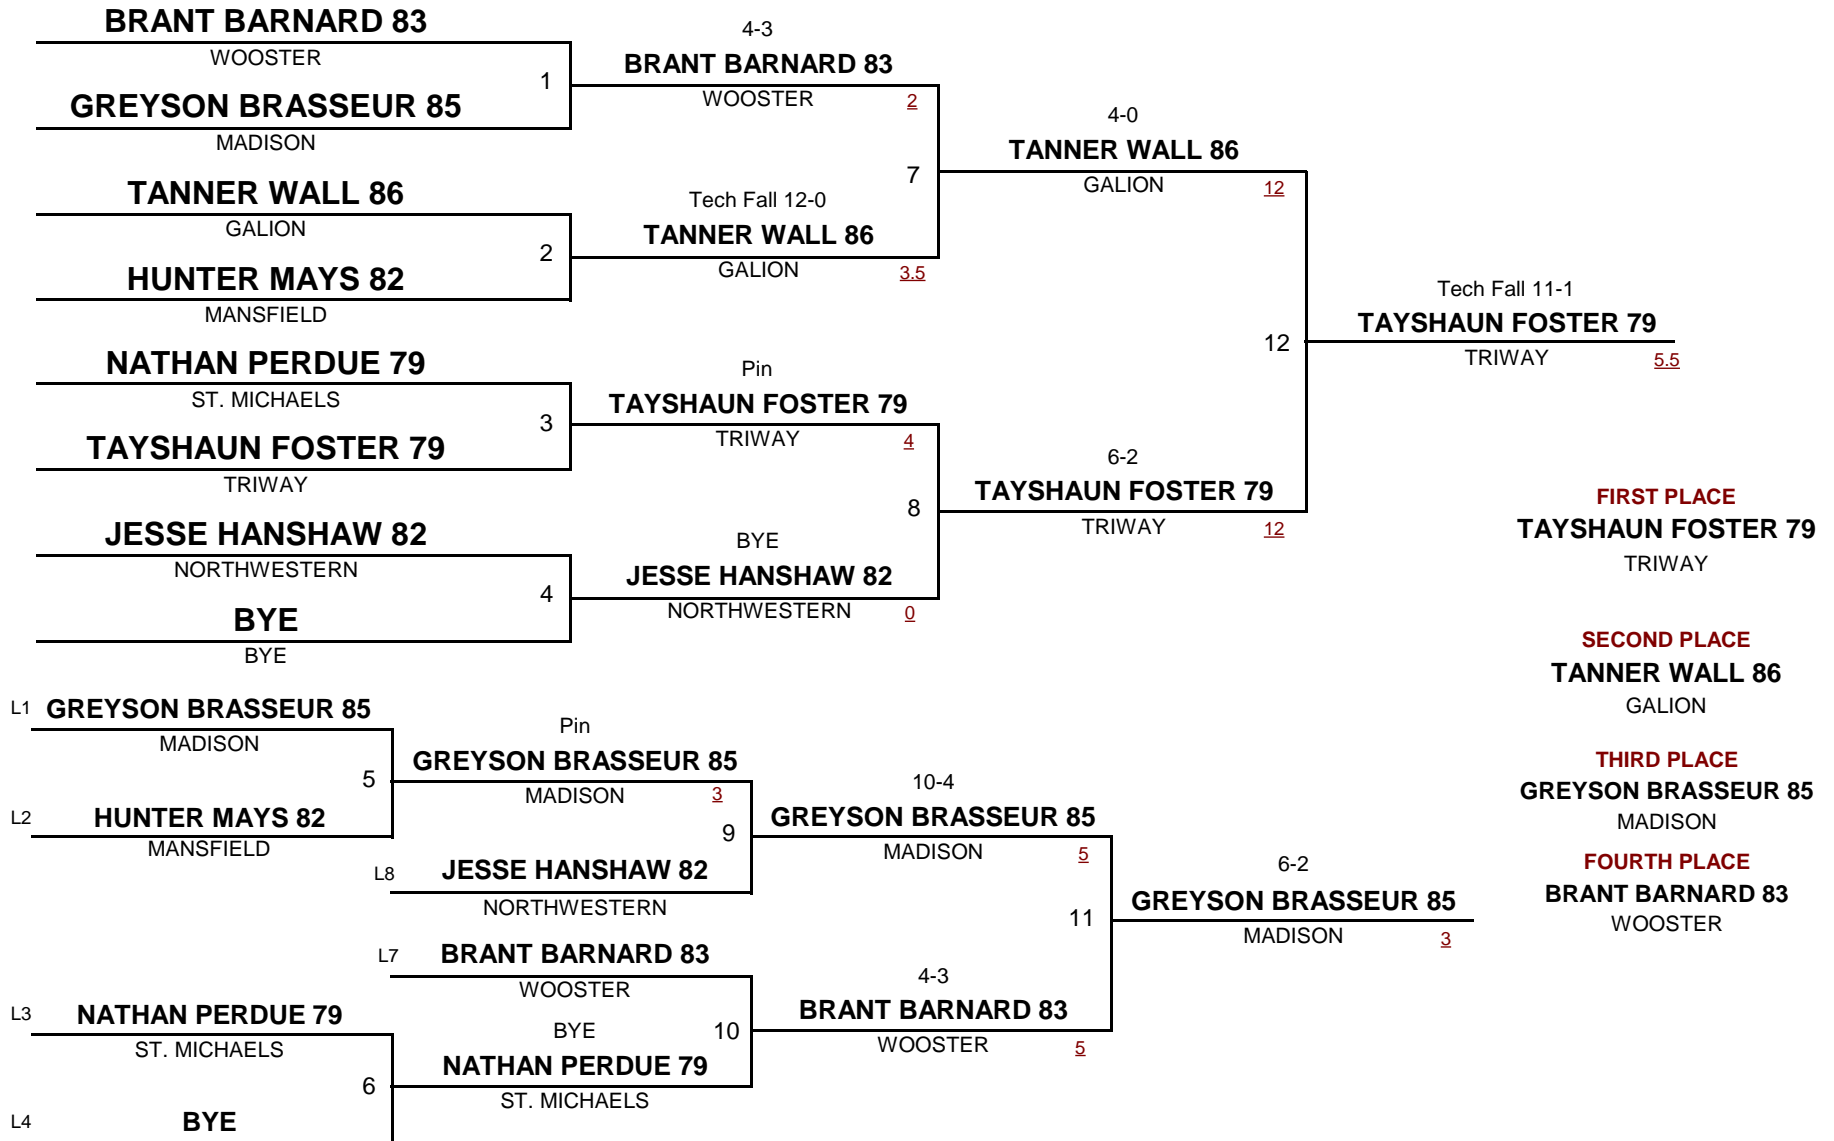 BRANT BARNARD 83
WOOSTER
1
GREYSON BRASSEUR 85
MADISON
TANNER WALL 86
GALION
2
HUNTER MAYS 82
MANSFIELD
NATHAN PERDUE 79
ST. MICHAELS
3
TAYSHAUN FOSTER 79
TRIWAY
JESSE HANSHAW 82
NORTHWESTERN
4
BYE
BYE
4-3
BRANT BARNARD 83
WOOSTER 2
7
Tech Fall 12-0
TANNER WALL 86
GALION 3.5
Pin
TAYSHAUN FOSTER 79
TRIWAY 4
8
BYE
JESSE HANSHAW 82
NORTHWESTERN 0
4-0
TANNER WALL 86
GALION 12
12
6-2
TAYSHAUN FOSTER 79
TRIWAY 12
Tech Fall 11-1
TAYSHAUN FOSTER 79
TRIWAY 5.5
FIRST PLACE
TAYSHAUN FOSTER 79
TRIWAY
SECOND PLACE
TANNER WALL 86
GALION
THIRD PLACE
GREYSON BRASSEUR 85
MADISON
FOURTH PLACE
BRANT BARNARD 83
WOOSTER
L1 GREYSON BRASSEUR 85
MADISON
5
L2 HUNTER MAYS 82
MANSFIELD
L3 NATHAN PERDUE 79
ST. MICHAELS
6
L4 BYE
Pin
GREYSON BRASSEUR 85
MADISON 3
9
L8 JESSE HANSHAW 82
NORTHWESTERN
L7 BRANT BARNARD 83
WOOSTER
BYE 10
NATHAN PERDUE 79
ST. MICHAELS
10-4
GREYSON BRASSEUR 85
MADISON 5
11
4-3
BRANT BARNARD 83
WOOSTER 5
6-2
GREYSON BRASSEUR 85
MADISON 3